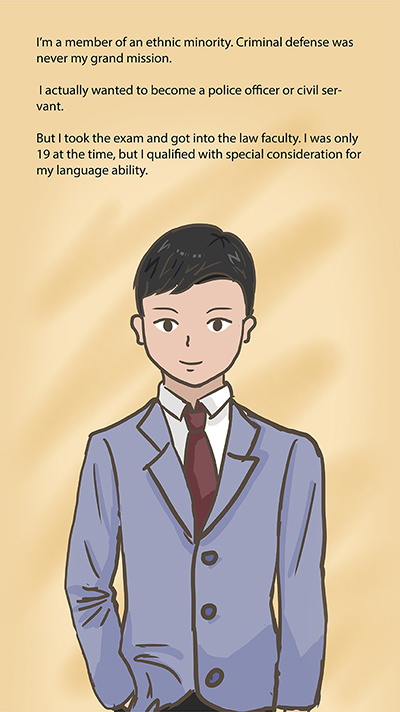 I'm a member of an ethnic minority. Criminal defense was
never my grand mission.
I actually wanted to become a police officer or civil ser-
vant.
But I took the exam and got into the law faculty. I was only
19 at the time, but I qualified with special consideration for
my language ability.